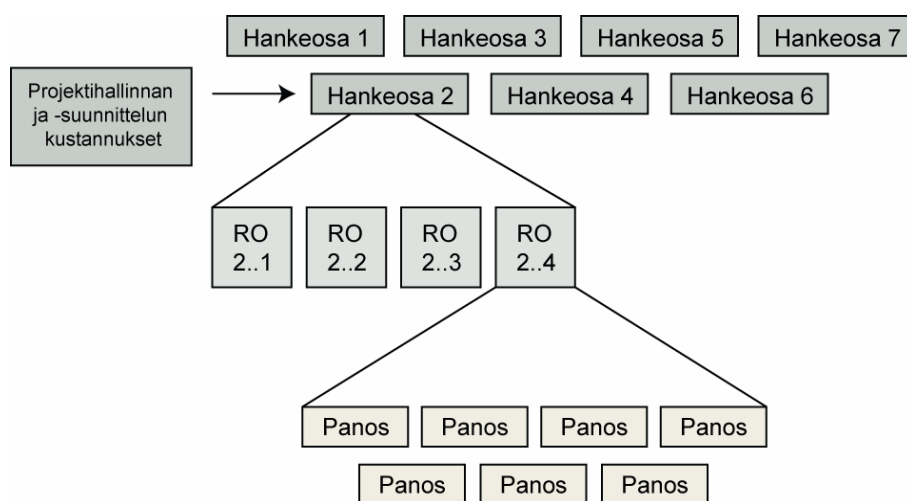 Hankeosa 1
Hankeosa 3
Hankeosa 5
Hankeosa 7
Projektihallinnan
ja -suunnittelun
kustannukset
Hankeosa 2
Hankeosa 4
Hankeosa 6
RO
2..1
RO
2..2
RO
2..3
RO
2..4
Panos
Panos
Panos
Panos
Panos
Panos
Panos